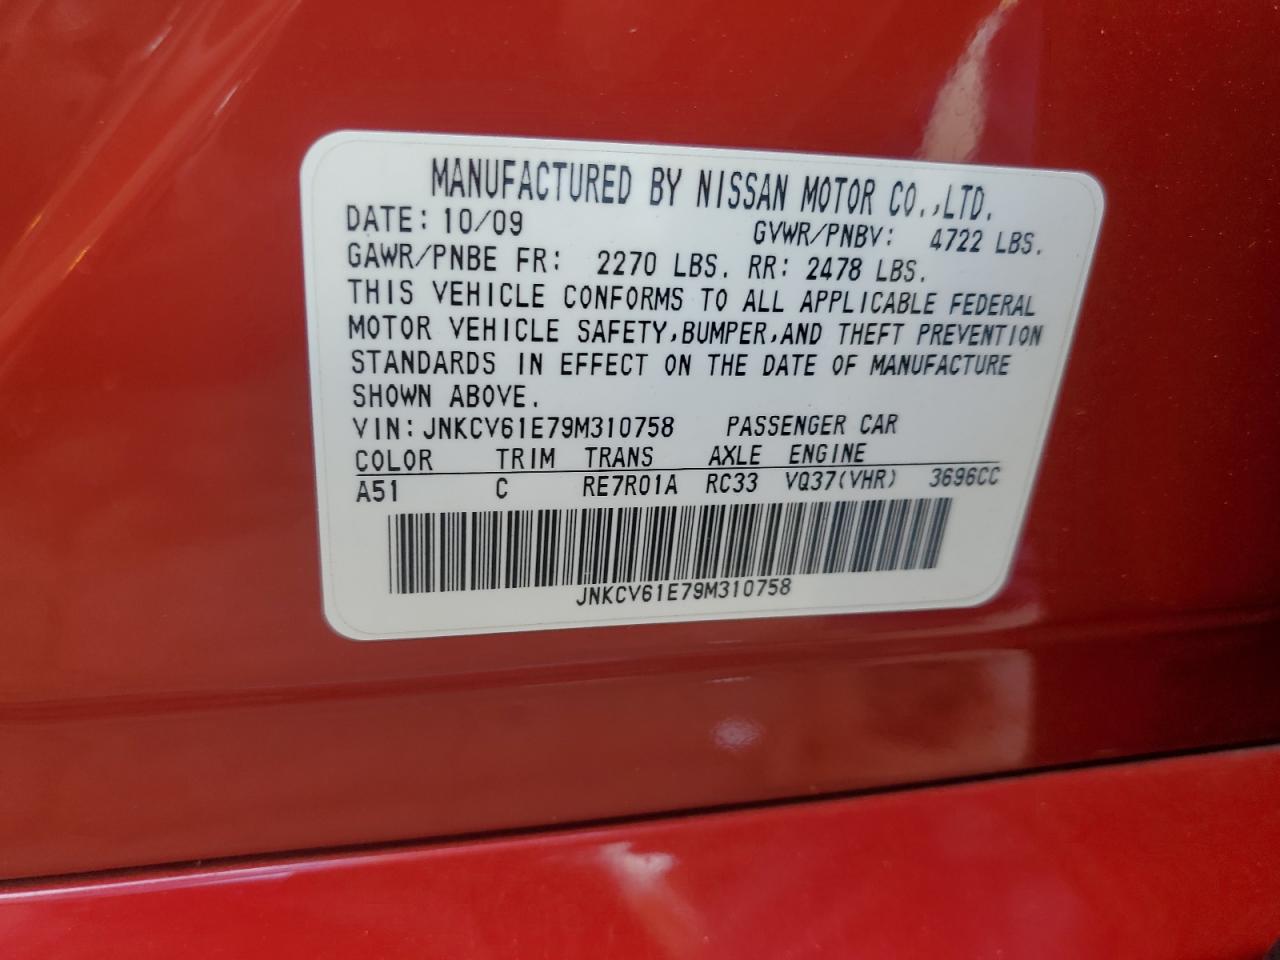 MANUFACTURED BY NISSAN MOTOR CO.,LTD.
DATE: 10/09 GVWR/PNBV: 4722 LBS.
GAWR/PNBE FR: 2270 LBS. RR: 2478 LBS.
THIS VEHICLE CONFORMS TO ALL APPLICABLE FEDERAL
MOTOR VEHICLE SAFETY,BUMPER,AND THEFT PREVENTION
STANDARDS IN EFFECT ON THE DATE OF MANUFACTURE
SHOWN ABOVE.
VIN: JNKCV61E79M310758 PASSENGER CAR
COLOR TRIM TRANS AXLE ENGINE
A51 C RE7R01A RC33 VQ37(VHR) 3696CC
JNKCV61E79M310758